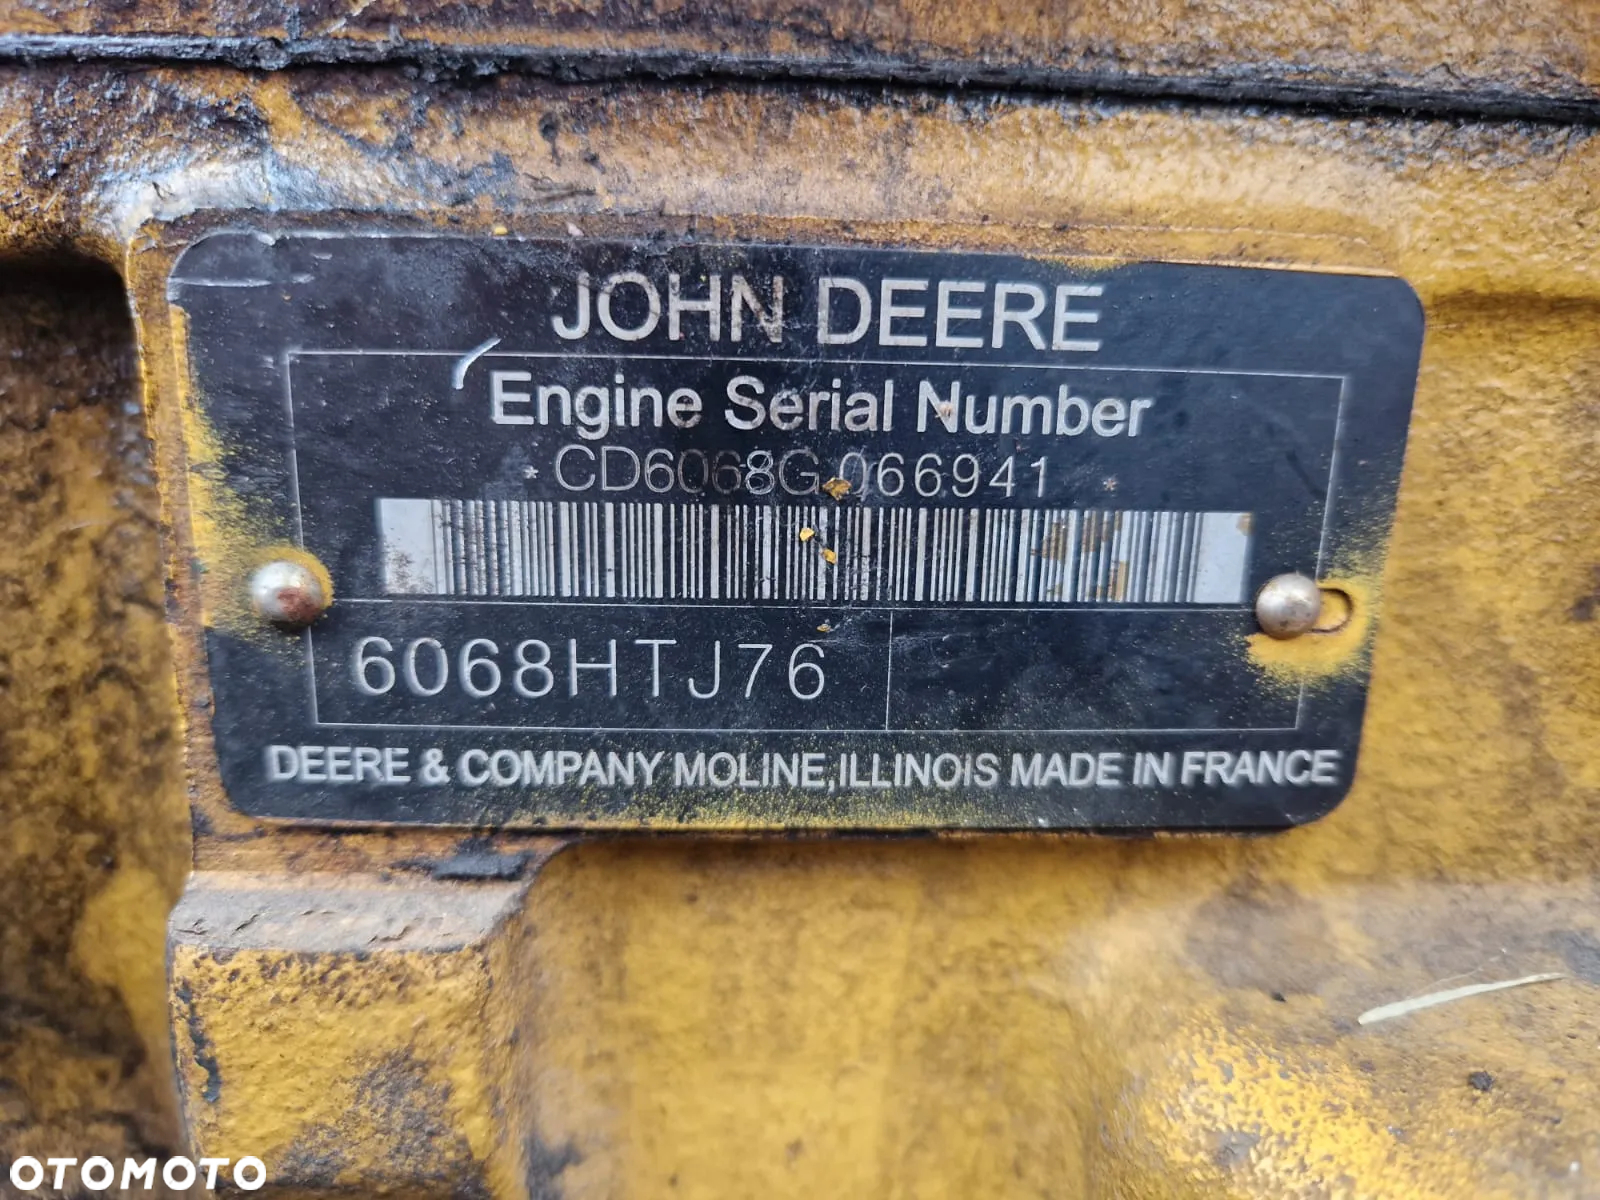 JOHN DEERE
Engine Serial Number
* CD6068G066941 *
6068HTJ76
DEERE & COMPANY MOLINE, ILLINOIS MADE IN FRANCE
OTOMOTO